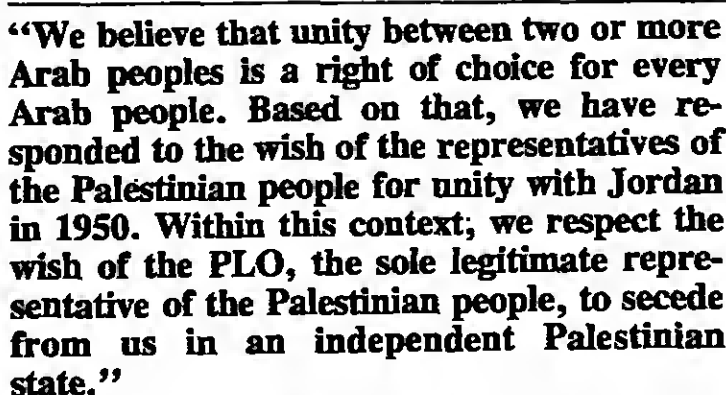 “We believe that unity between two or more
Arab peoples is a right of choice for every
Arab people. Based on that, we have re-
sponded to the wish of the representatives of
the Palestinian people for unity with Jordan
in 1950. Within this context; we respect the
wish of the PLO, the sole legitimate repre-
sentative of the Palestinian people, to secede
from us in an independent Palestinian
state.”